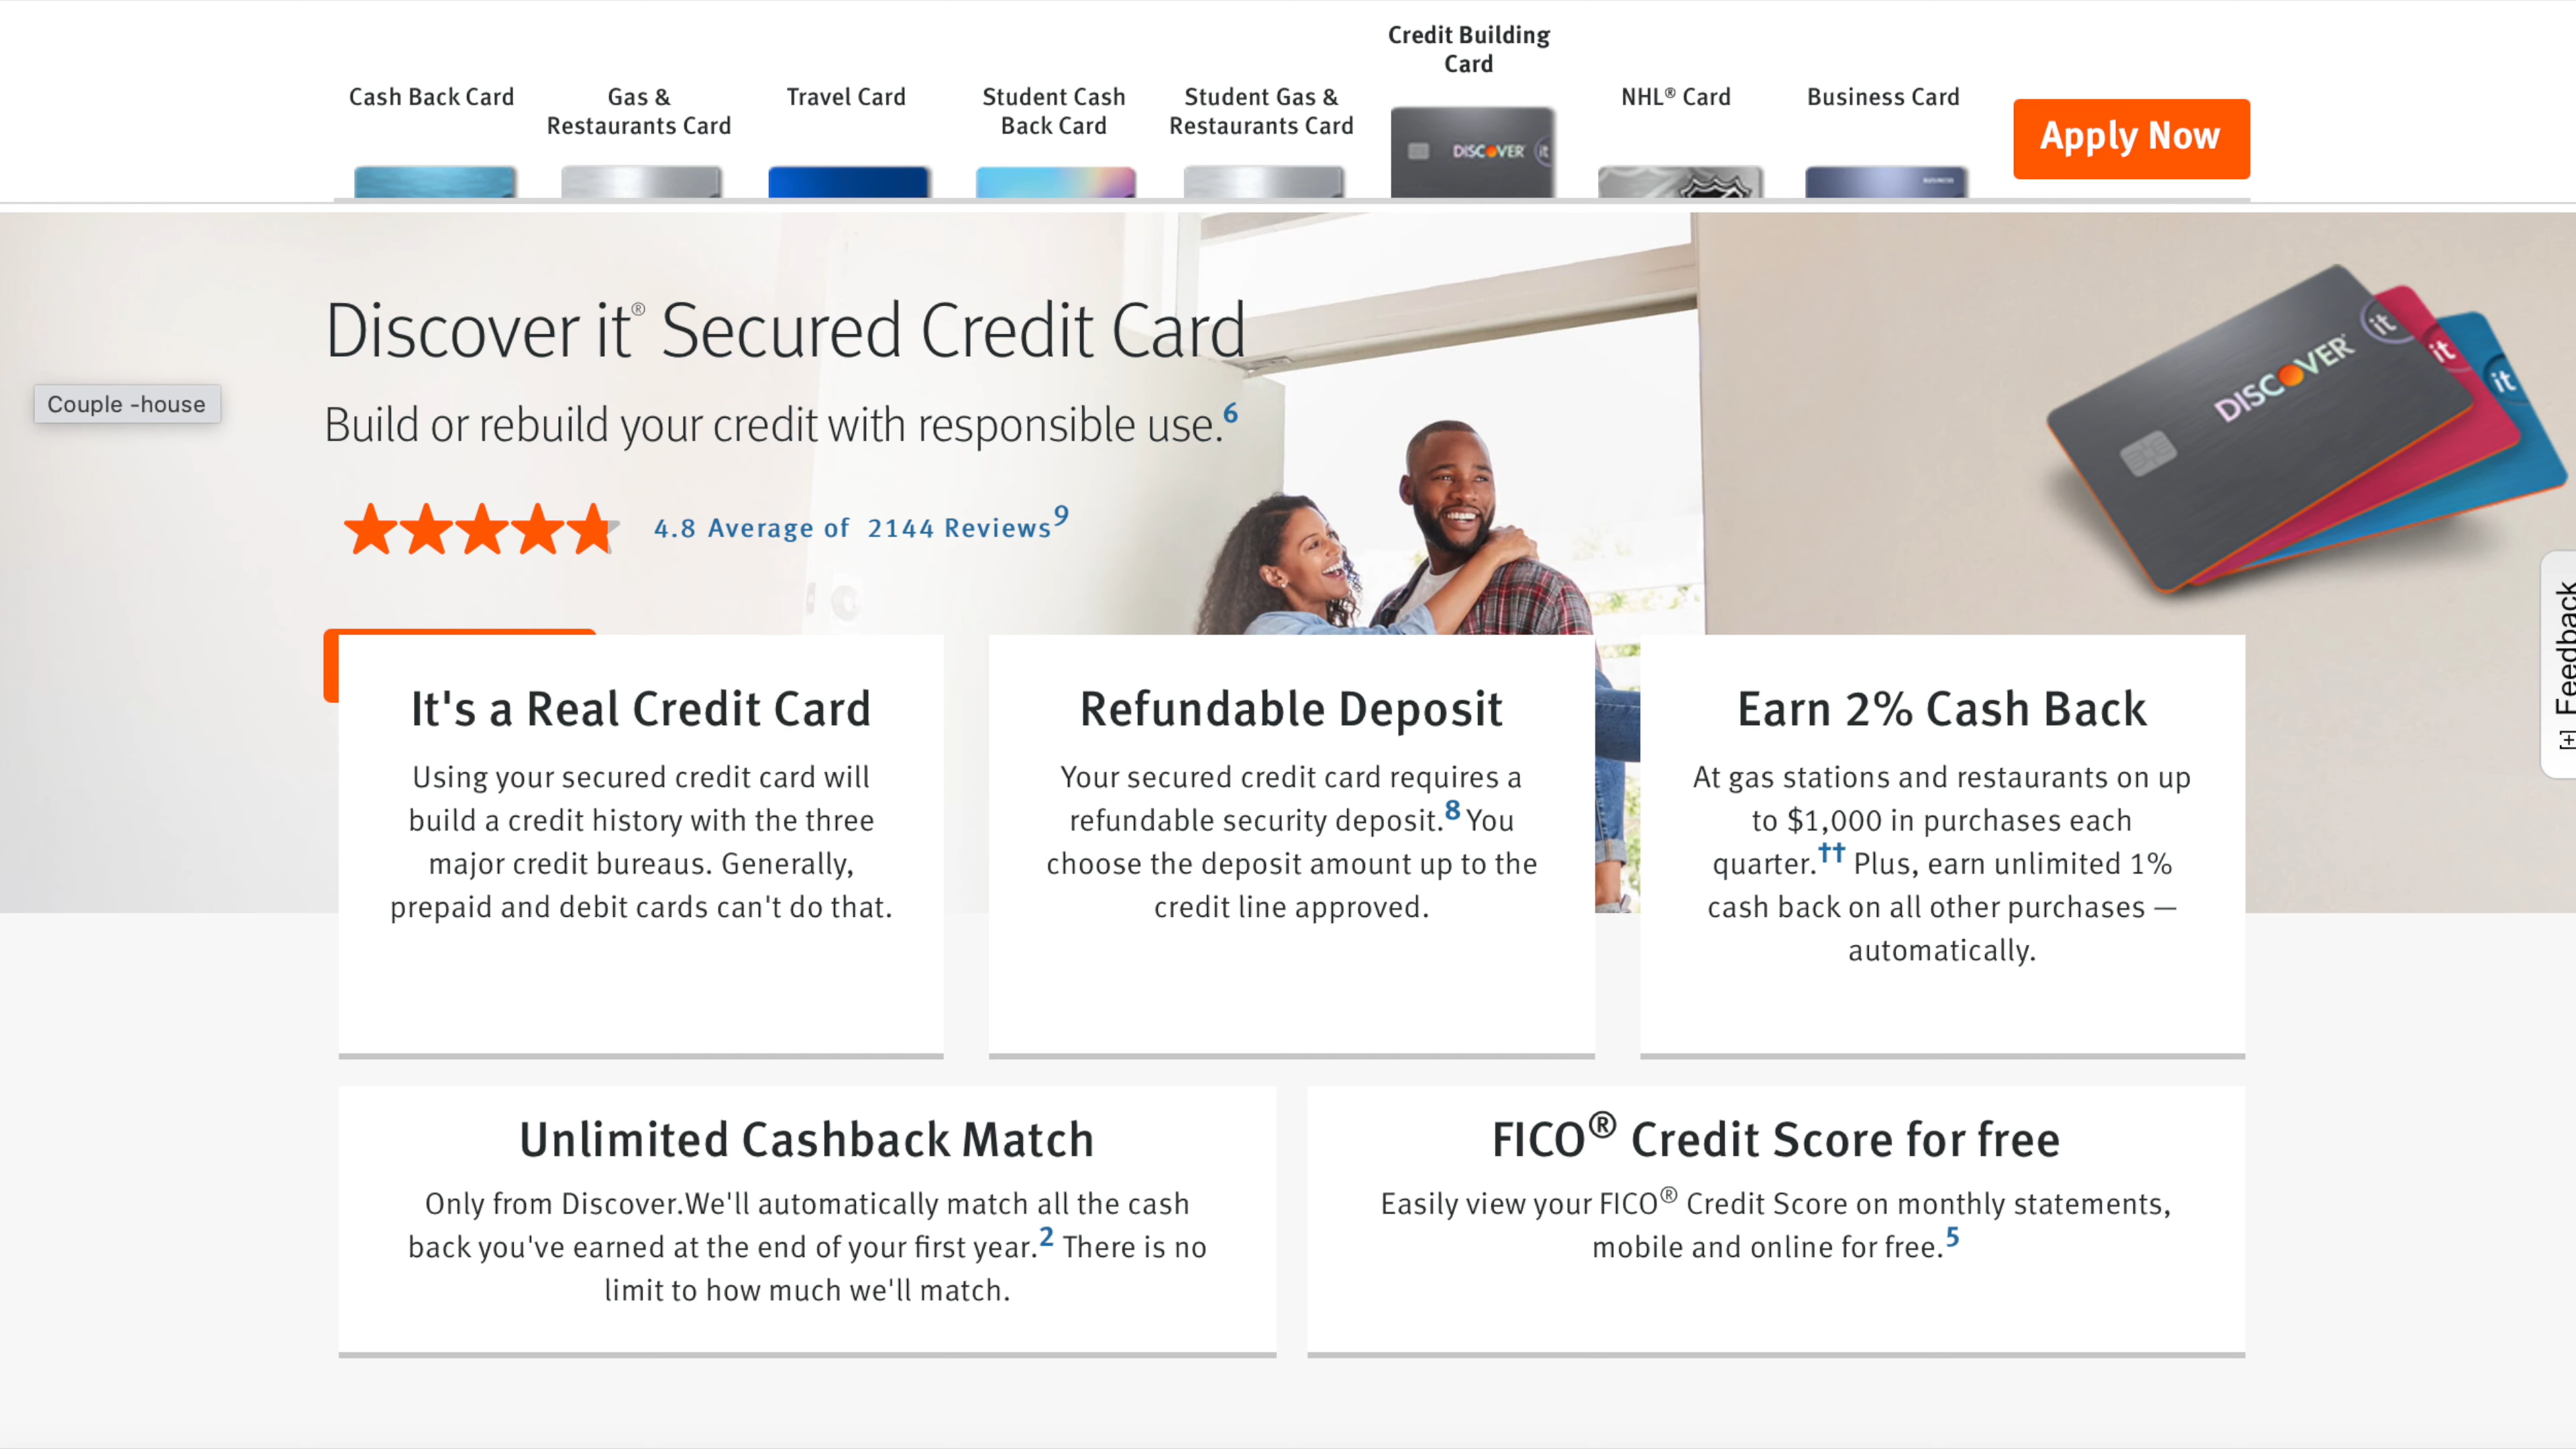 Credit Building
Card
Cash Back Card
Gas &
Restaurants Card
Travel Card
Student Cash
Back Card
Student Gas &
Restaurants Card
NHL® Card
Business Card
Apply Now
DISCOVER it
BUSINESS
Discover it® Secured Credit Card
Couple -house
Build or rebuild your credit with responsible use.6
4.8 Average of 2144 Reviews9
DISCOVER it
it
it
[+] Feedback
It's a Real Credit Card
Using your secured credit card will
build a credit history with the three
major credit bureaus. Generally,
prepaid and debit cards can't do that.
Refundable Deposit
Your secured credit card requires a
refundable security deposit.8 You
choose the deposit amount up to the
credit line approved.
Earn 2% Cash Back
At gas stations and restaurants on up
to $1,000 in purchases each
quarter.†† Plus, earn unlimited 1%
cash back on all other purchases —
automatically.
Unlimited Cashback Match
Only from Discover.We'll automatically match all the cash
back you've earned at the end of your first year.2 There is no
limit to how much we'll match.
FICO® Credit Score for free
Easily view your FICO® Credit Score on monthly statements,
mobile and online for free.5